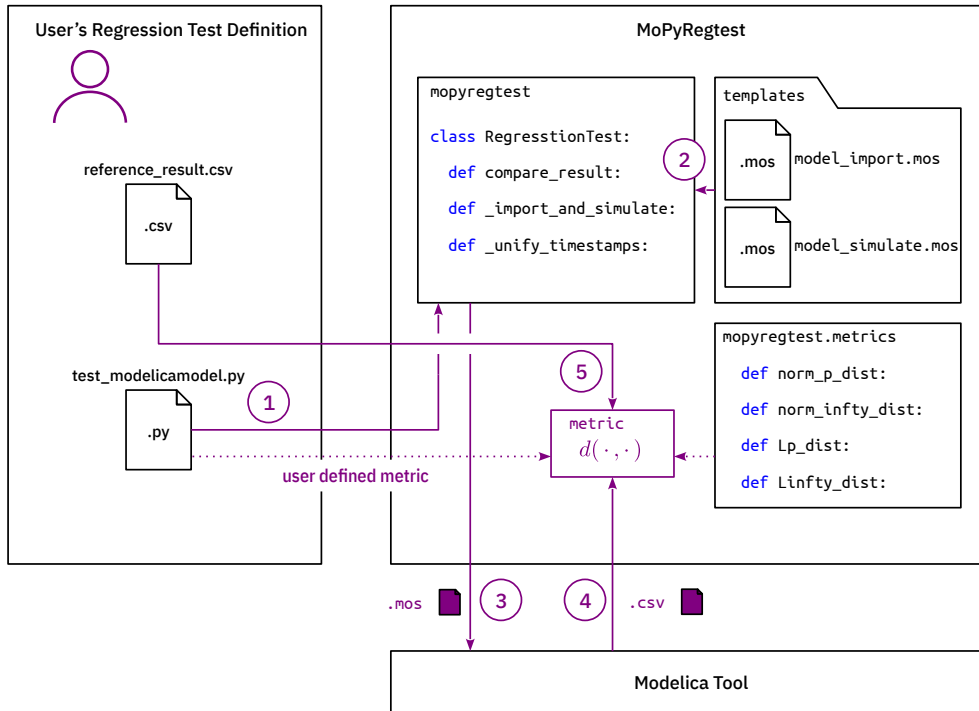 User's Regression Test Definition
reference_result.csv
.csv
test_modelicamodel.py
.py
1
user defined metric
MoPyRegtest
mopyregtest
class RegresstionTest:
def compare_result:
def _import_and_simulate:
def _unify_timestamps:
2
templates
.mos
model_import.mos
.mos
model_simulate.mos
mopyregtest.metrics
def norm_p_dist:
def norm_infty_dist:
def Lp_dist:
def Linfty_dist:
5
metric
d(·,·)
.mos
3
4
.csv
Modelica Tool